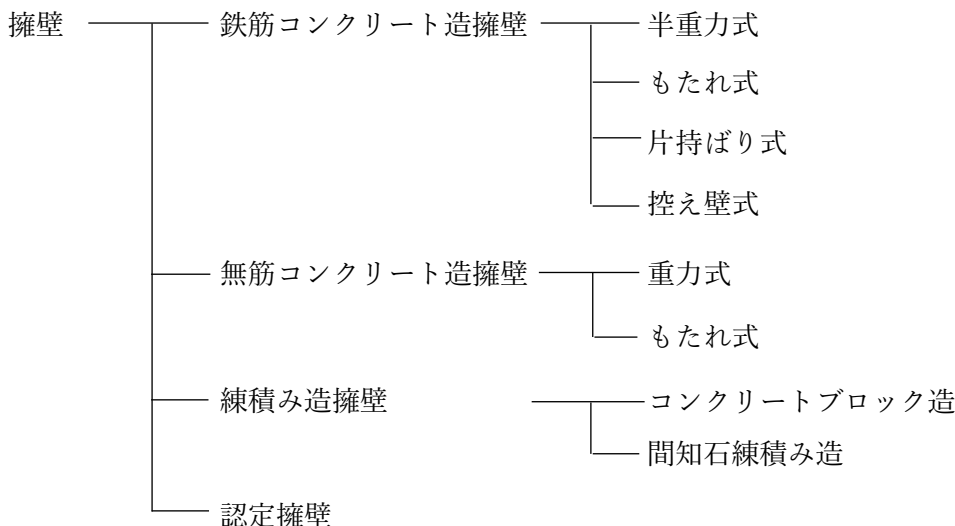 擁壁 鉄筋コンクリート造擁壁 半重力式
もたれ式
片持ばり式
控え壁式
無筋コンクリート造擁壁 重力式
もたれ式
練積み造擁壁 コンクリートブロック造
間知石練積み造
認定擁壁